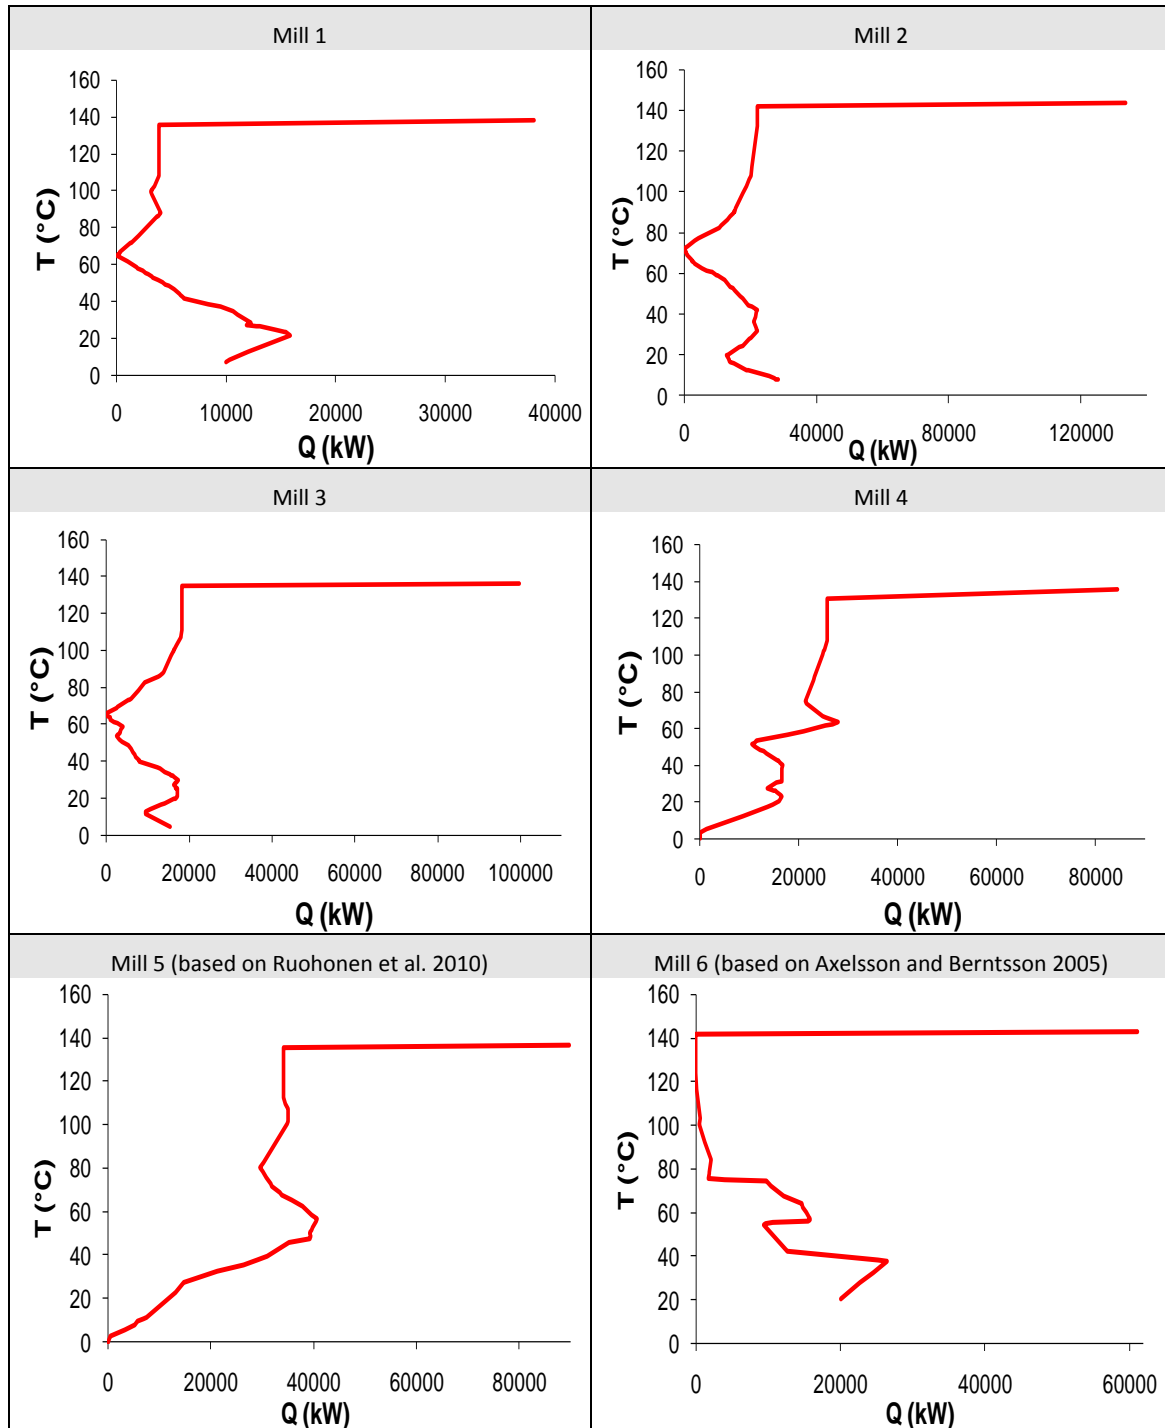 Mill 1
Mill 2
160
140
120
100
80
60
40
20
0
T (°C)
0 10000 20000 30000 40000
Q (kW)
160
140
120
100
80
60
40
20
0
T (°C)
0 40000 80000 120000
Q (kW)
Mill 3
Mill 4
160
140
120
100
80
60
40
20
0
T (°C)
0 20000 40000 60000 80000 100000
Q (kW)
160
140
120
100
80
60
40
20
0
T (°C)
0 20000 40000 60000 80000
Q (kW)
Mill 5 (based on Ruohonen et al. 2010)
Mill 6 (based on Axelsson and Berntsson 2005)
160
140
120
100
80
60
40
20
0
T (°C)
0 20000 40000 60000 80000
Q (kW)
160
140
120
100
80
60
40
20
0
T (°C)
0 20000 40000 60000
Q (kW)